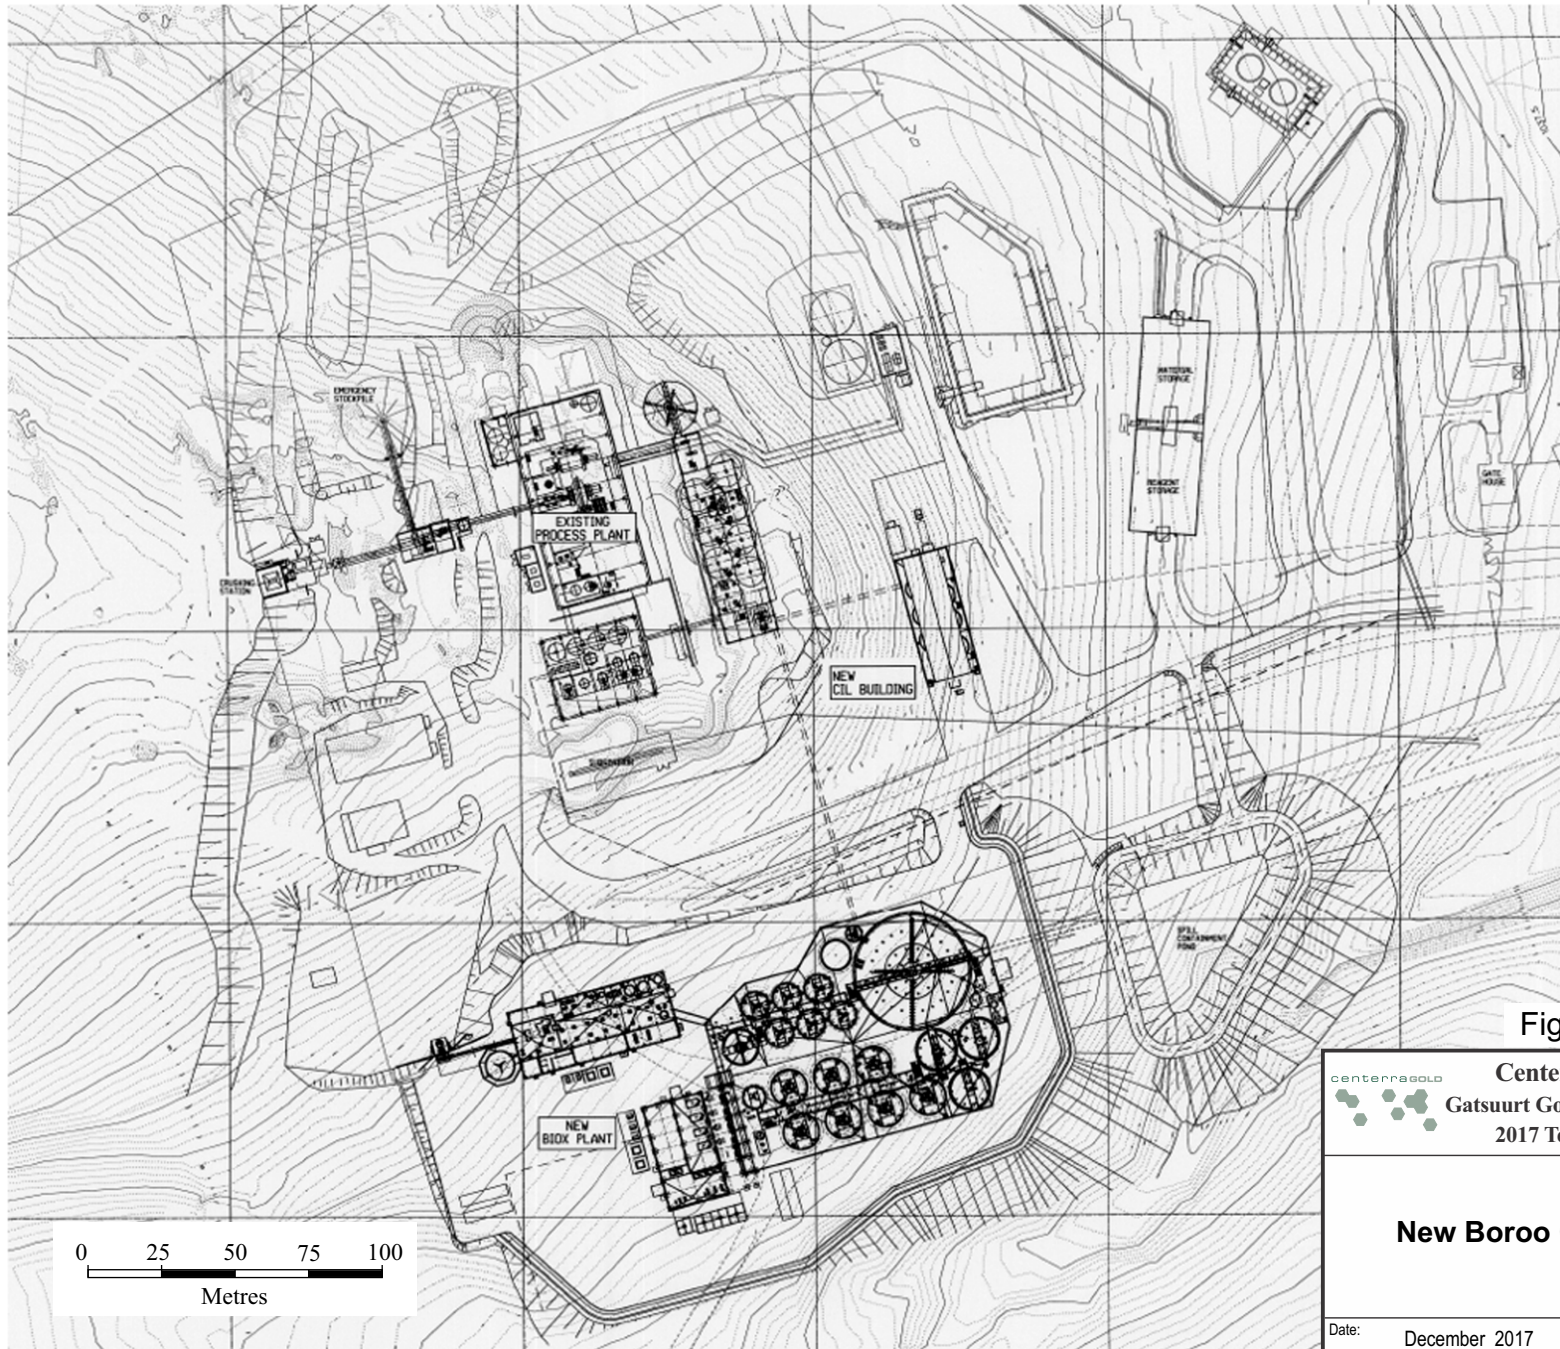 EMERGENCY
STOCKPILE
MATERIAL
STORAGE
REAGENT
STORAGE
GATE
HOUSE
EXISTING
PROCESS PLANT
CRUSHING
STATION
NEW
CIL BUILDING
SUBSTATION
SPILL
CONTAINMENT
POND
NEW
BIOX PLANT
0 25 50 75 100
Metres
Fig
centerraGOLD
Cente
Gatsuurt Go
2017 Te
New Boroo
Date:
December 2017